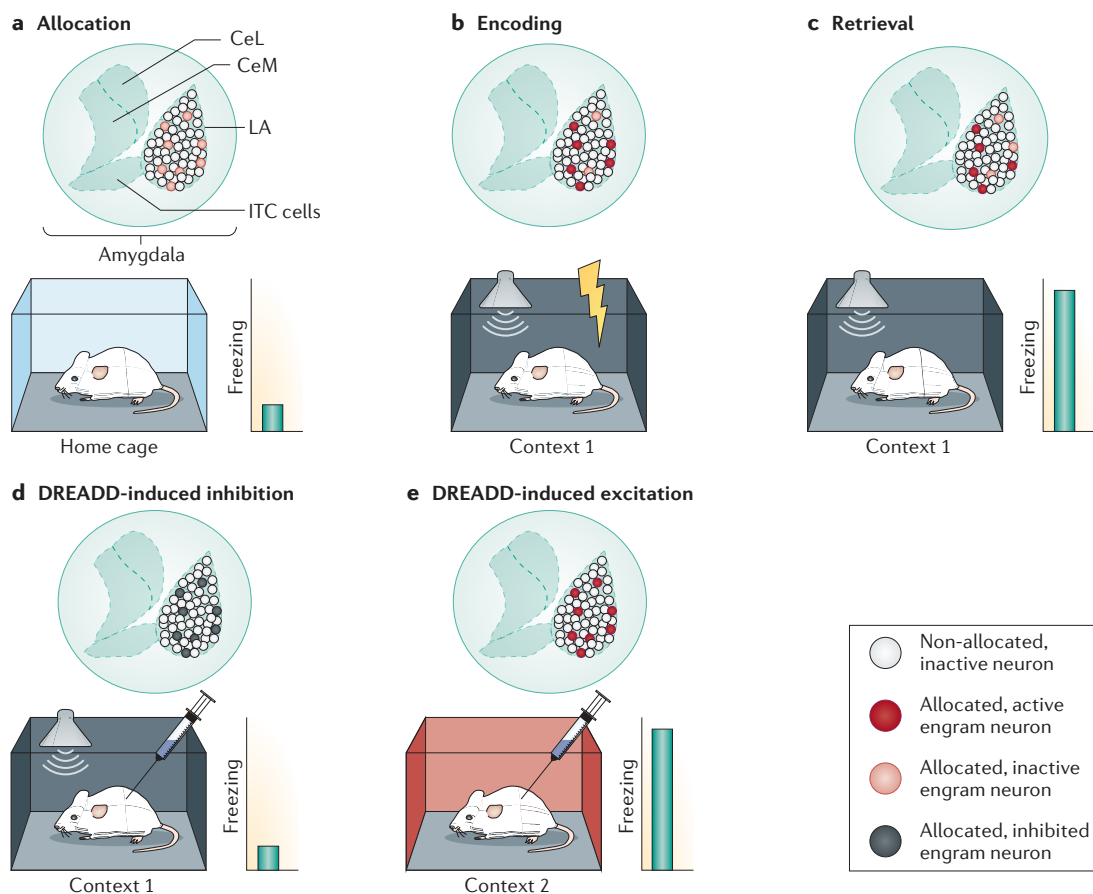 a Allocation
CeL
CeM
LA
ITC cells
Amygdala
Freezing
Home cage
b Encoding
Context 1
c Retrieval
Freezing
Context 1
d DREADD-induced inhibition
Freezing
Context 1
e DREADD-induced excitation
Freezing
Context 2
Non-allocated,
inactive neuron
Allocated, active
engram neuron
Allocated, inactive
engram neuron
Allocated, inhibited
engram neuron